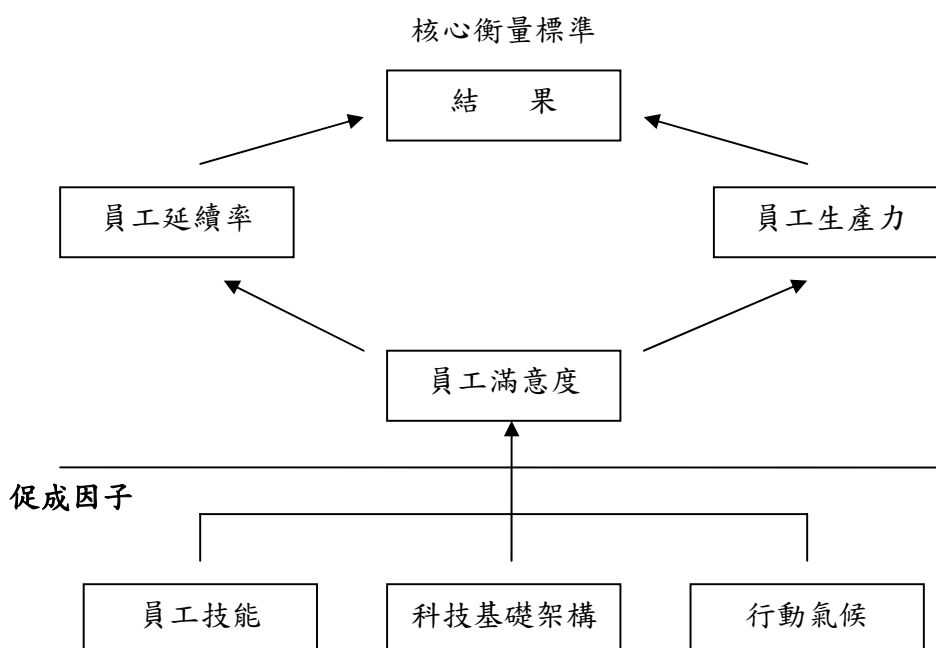 核心衡量標準
結 果
員工延續率 員工生產力
員工滿意度
促成因子
員工技能 科技基礎架構 行動氣候